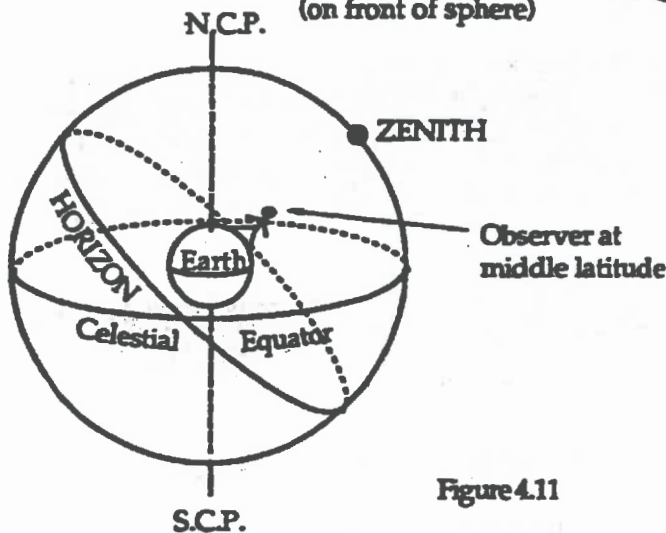 (on front of sphere)
N.C.P.
ZENITH
HORIZON
Earth
Observer at
middle latitude
Celestial Equator
Figure 4.11
S.C.P.